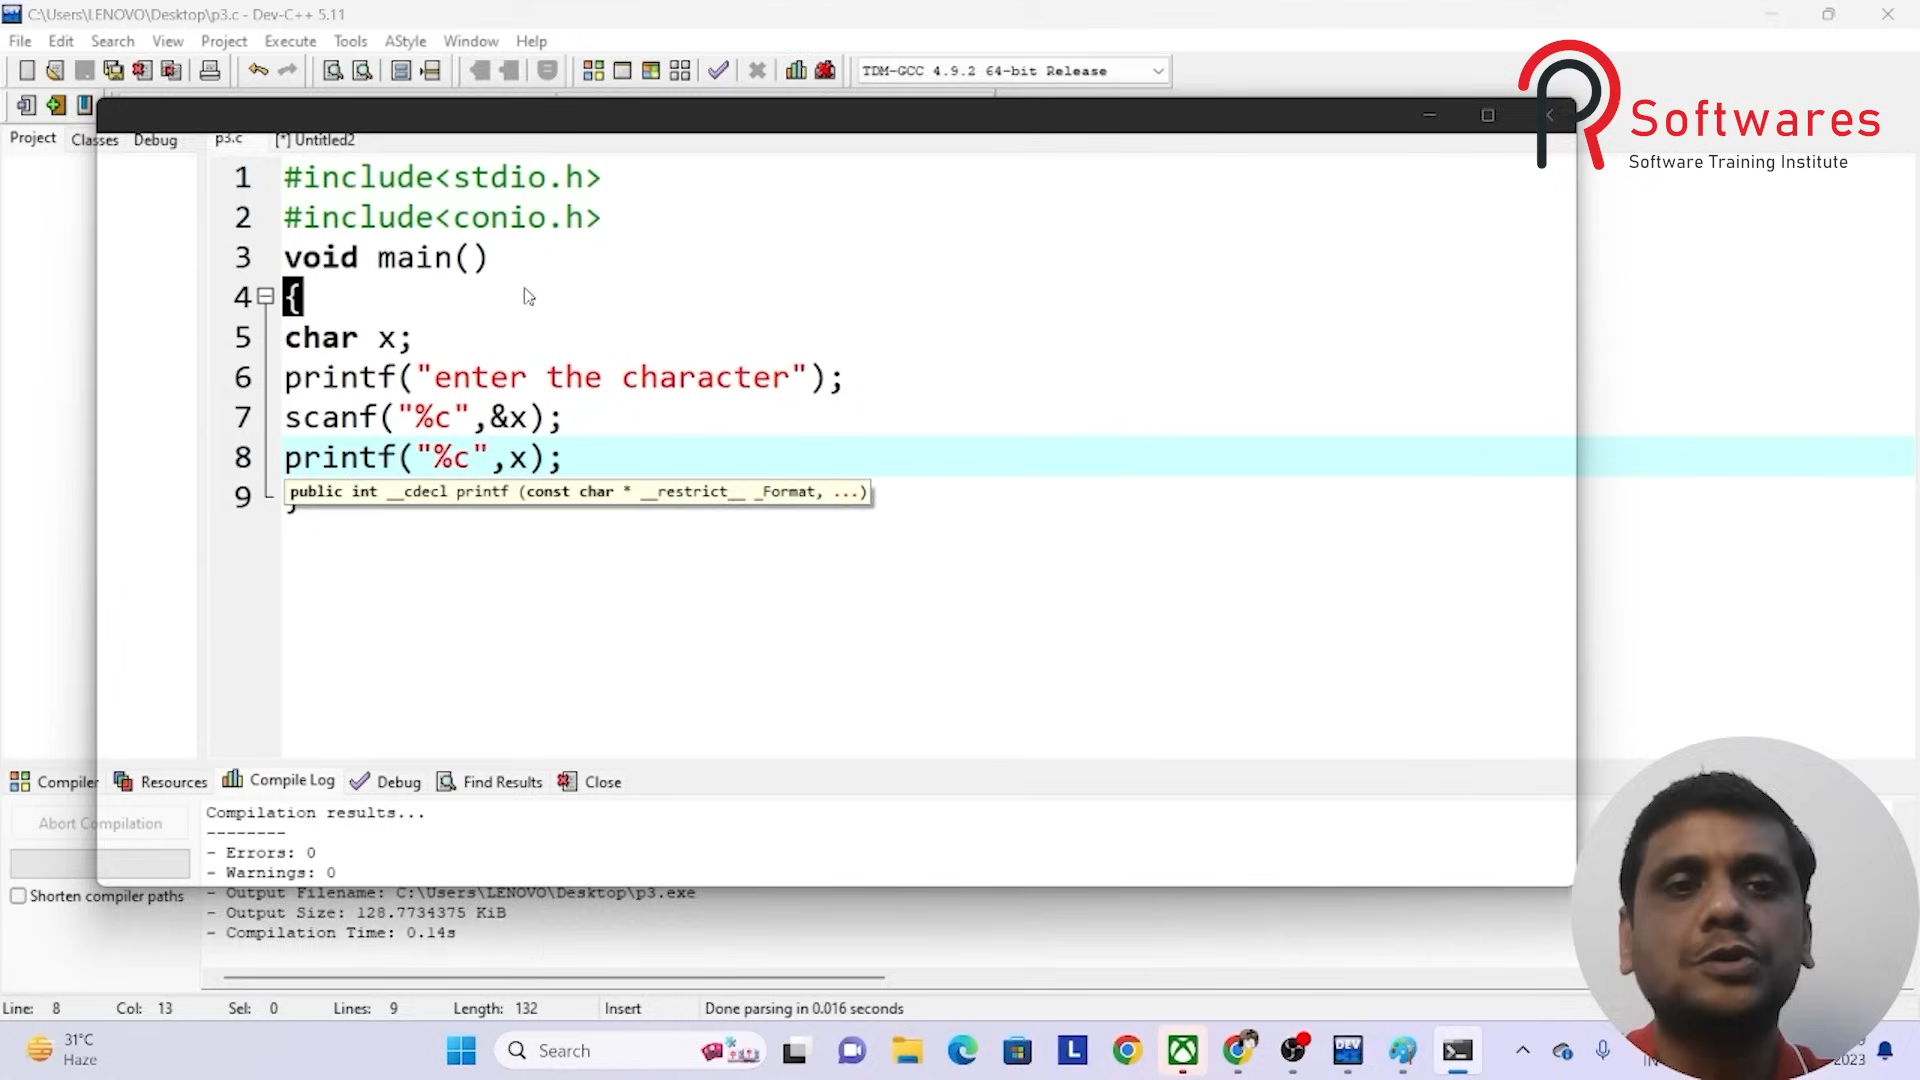 C:\Users\LENOVO\Desktop\p3.c - Dev-C++ 5.11
File Edit Search View Project Execute Tools AStyle Window Help
TDM-GCC 4.9.2 64-bit Release
R Softwares
Software Training Institute
Project Classes Debug p3.c [*] Untitled2
1 #include<stdio.h>
2 #include<conio.h>
3 void main()
4 {
5 char x;
6 printf("enter the character");
7 scanf("%c",&x);
8 printf("%c",x);
9
public int __cdecl printf (const char * __restrict__ _Format, ...)
Compiler Resources Compile Log Debug Find Results Close
Abort Compilation
Shorten compiler paths
Compilation results...
--------
- Errors: 0
- Warnings: 0
- Output Filename: C:\Users\LENOVO\Desktop\p3.exe
- Output Size: 128.7734375 KiB
- Compilation Time: 0.14s
Line: 8 Col: 13 Sel: 0 Lines: 9 Length: 132 Insert Done parsing in 0.016 seconds
31°C
Haze
Search
L
DEV
2023